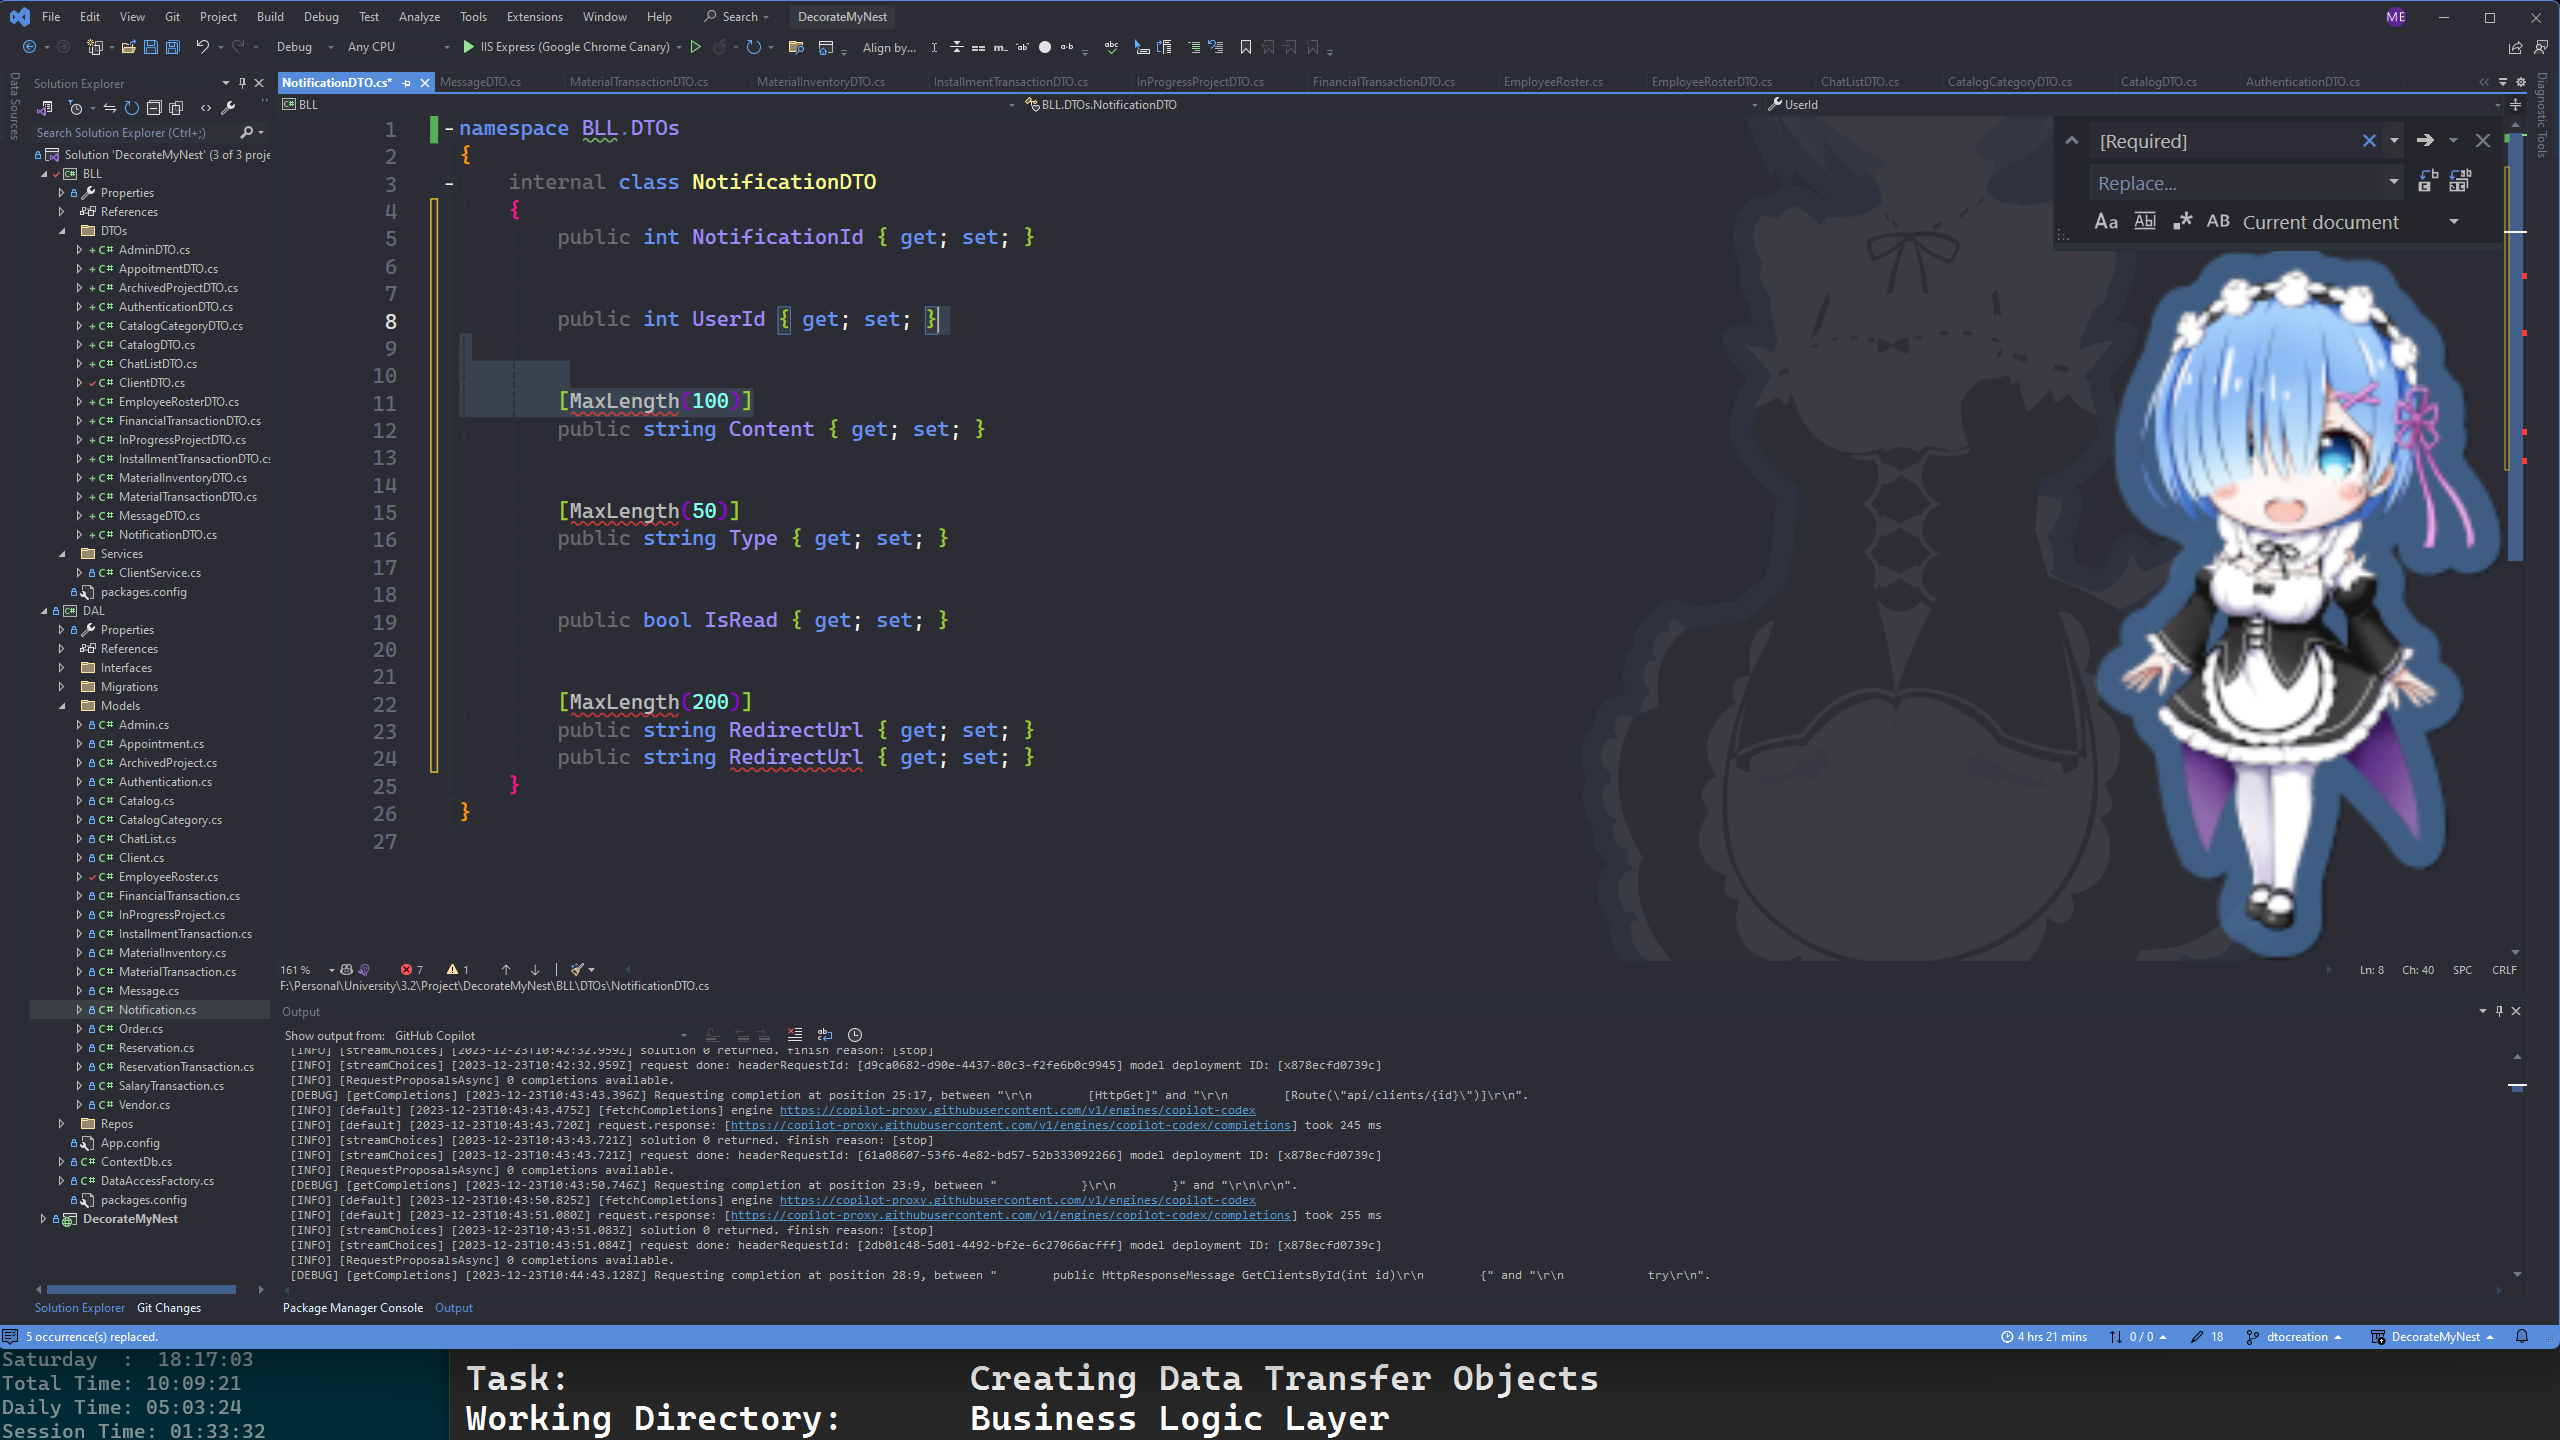 File Edit View Git Project Build Debug Test Analyze Tools Extensions Window Help Search DecorateMyNest ME
Debug Any CPU IIS Express (Google Chrome Canary) Align by...
Data Sources
Solution Explorer
Search Solution Explorer (Ctrl+;)
Solution 'DecorateMyNest' (3 of 3 proje
BLL
Properties
References
DTOs
AdminDTO.cs
AppoitmentDTO.cs
ArchivedProjectDTO.cs
AuthenticationDTO.cs
CatalogCategoryDTO.cs
CatalogDTO.cs
ChatListDTO.cs
ClientDTO.cs
EmployeeRosterDTO.cs
FinancialTransactionDTO.cs
InProgressProjectDTO.cs
InstallmentTransactionDTO.cs
MaterialInventoryDTO.cs
MaterialTransactionDTO.cs
MessageDTO.cs
NotificationDTO.cs
Services
ClientService.cs
packages.config
DAL
Properties
References
Interfaces
Migrations
Models
Admin.cs
Appointment.cs
ArchivedProject.cs
Authentication.cs
Catalog.cs
CatalogCategory.cs
ChatList.cs
Client.cs
EmployeeRoster.cs
FinancialTransaction.cs
InProgressProject.cs
InstallmentTransaction.cs
MaterialInventory.cs
MaterialTransaction.cs
Message.cs
Notification.cs
Order.cs
Reservation.cs
ReservationTransaction.cs
SalaryTransaction.cs
Vendor.cs
Repos
App.config
ContextDb.cs
DataAccessFactory.cs
packages.config
DecorateMyNest
Solution Explorer Git Changes
NotificationDTO.cs* MessageDTO.cs MaterialTransactionDTO.cs MaterialInventoryDTO.cs InstallmentTransactionDTO.cs InProgressProjectDTO.cs FinancialTransactionDTO.cs EmployeeRoster.cs EmployeeRosterDTO.cs ChatListDTO.cs CatalogCategoryDTO.cs CatalogDTO.cs AuthenticationDTO.cs
BLL BLL.DTOs.NotificationDTO UserId
Diagnostic Tools
[Required]
Replace...
Aa Abl .* AB Current document
1 namespace BLL.DTOs
2 {
3 internal class NotificationDTO
4 {
5 public int NotificationId { get; set; }
6
7
8 public int UserId { get; set; }
9
10
11 [MaxLength(100)]
12 public string Content { get; set; }
13
14
15 [MaxLength(50)]
16 public string Type { get; set; }
17
18
19 public bool IsRead { get; set; }
20
21
22 [MaxLength(200)]
23 public string RedirectUrl { get; set; }
24 public string RedirectUrl { get; set; }
25 }
26 }
27
161 % 7 1 Ln: 8 Ch: 40 SPC CRLF
F:\Personal\University\3.2\Project\DecorateMyNest\BLL\DTOs\NotificationDTO.cs
Output
Show output from: GitHub Copilot
[INFO] [streamChoices] [2023-12-23T10:42:32.959Z] solution 0 returned. finish reason: [stop]
[INFO] [streamChoices] [2023-12-23T10:42:32.959Z] request done: headerRequestId: [d9ca0682-d90e-4437-80c3-f2fe6b0c9945] model deployment ID: [x878ecfd0739c]
[INFO] [RequestProposalsAsync] 0 completions available.
[DEBUG] [getCompletions] [2023-12-23T10:43:43.396Z] Requesting completion at position 25:17, between "\r\n [HttpGet]" and "\r\n [Route(\"api/clients/{id}\")]\r\n".
[INFO] [default] [2023-12-23T10:43:43.475Z] [fetchCompletions] engine https://copilot-proxy.githubusercontent.com/v1/engines/copilot-codex
[INFO] [default] [2023-12-23T10:43:43.720Z] request.response: [https://copilot-proxy.githubusercontent.com/v1/engines/copilot-codex/completions] took 245 ms
[INFO] [streamChoices] [2023-12-23T10:43:43.721Z] solution 0 returned. finish reason: [stop]
[INFO] [streamChoices] [2023-12-23T10:43:43.721Z] request done: headerRequestId: [61a08607-53f6-4e82-bd57-52b333092266] model deployment ID: [x878ecfd0739c]
[INFO] [RequestProposalsAsync] 0 completions available.
[DEBUG] [getCompletions] [2023-12-23T10:43:50.746Z] Requesting completion at position 23:9, between " }\r\n }" and "\r\n\r\n".
[INFO] [default] [2023-12-23T10:43:50.825Z] [fetchCompletions] engine https://copilot-proxy.githubusercontent.com/v1/engines/copilot-codex
[INFO] [default] [2023-12-23T10:43:51.080Z] request.response: [https://copilot-proxy.githubusercontent.com/v1/engines/copilot-codex/completions] took 255 ms
[INFO] [streamChoices] [2023-12-23T10:43:51.083Z] solution 0 returned. finish reason: [stop]
[INFO] [streamChoices] [2023-12-23T10:43:51.084Z] request done: headerRequestId: [2db01c48-5d01-4492-bf2e-6c27066acfff] model deployment ID: [x878ecfd0739c]
[INFO] [RequestProposalsAsync] 0 completions available.
[DEBUG] [getCompletions] [2023-12-23T10:44:43.128Z] Requesting completion at position 28:9, between " public HttpResponseMessage GetClientsById(int id)\r\n {" and "\r\n try\r\n".
Package Manager Console Output
5 occurrence(s) replaced. 4 hrs 21 mins 0 / 0 18 dtocreation DecorateMyNest
Saturday : 18:17:03
Total Time: 10:09:21
Daily Time: 05:03:24
Session Time: 01:33:32
Task: Creating Data Transfer Objects
Working Directory: Business Logic Layer